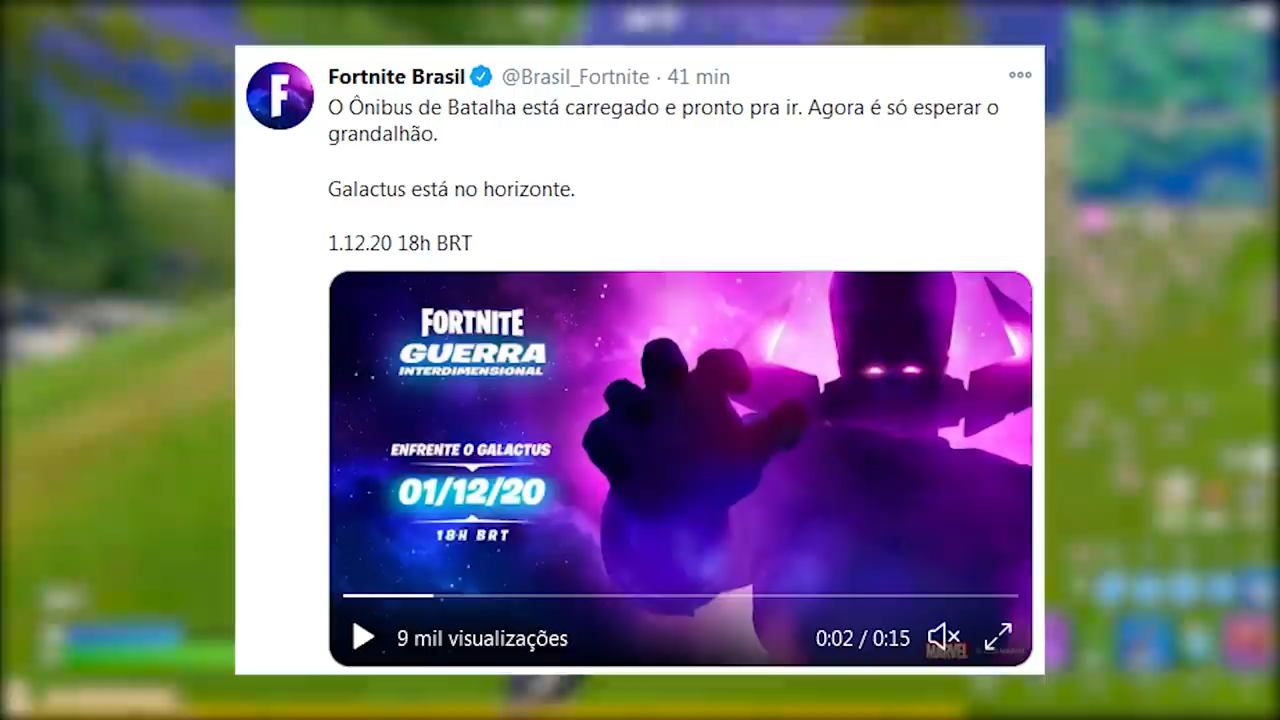 Fortnite Brasil @Brasil_Fortnite · 41 min
O Ônibus de Batalha está carregado e pronto pra ir. Agora é só esperar o
grandalhão.
Galactus está no horizonte.
1.12.20 18h BRT
FORTNITE
GUERRA
INTERDIMENSIONAL
ENFRENTE O GALACTUS
01/12/20
18H BRT
9 mil visualizações 0:02 / 0:15
MARVEL